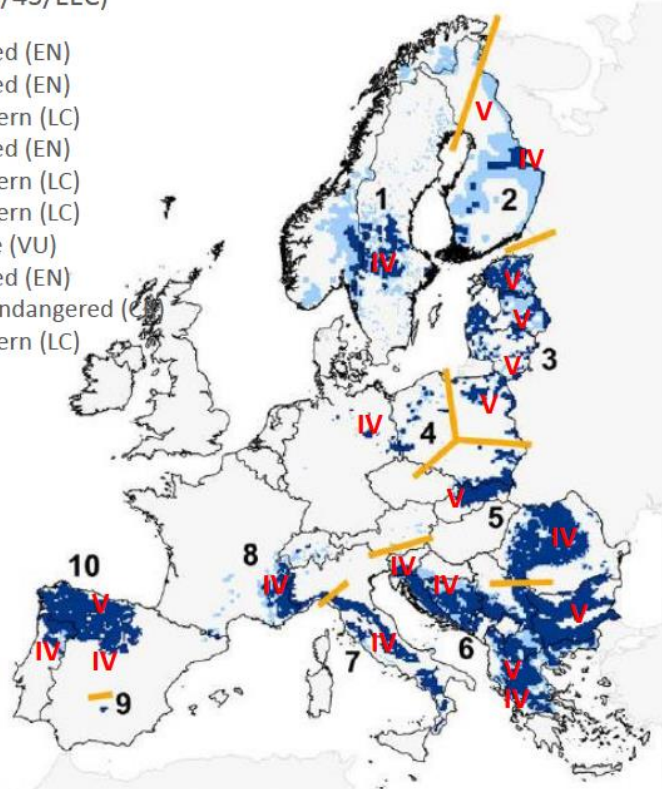 /43/EEC)
ed (EN)
ed (EN)
ern (LC)
ed (EN)
ern (LC)
ern (LC)
e (VU)
ed (EN)
ndangered (C
ern (LC)
V
IV
1
2
IV
V
V
V
3
V
IV
4
V
5
IV
8
IV
IV
IV
10
V
V
IV
IV
IV
7
6
V
IV
9